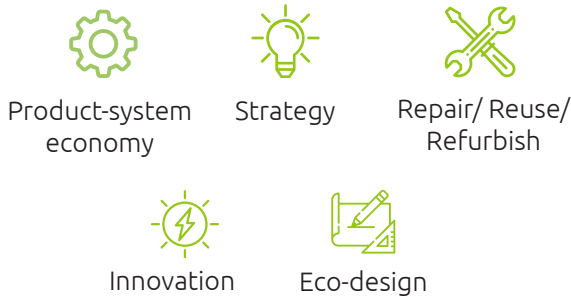 Product-system
economy
Strategy
Repair/ Reuse/
Refurbish
Innovation
Eco-design